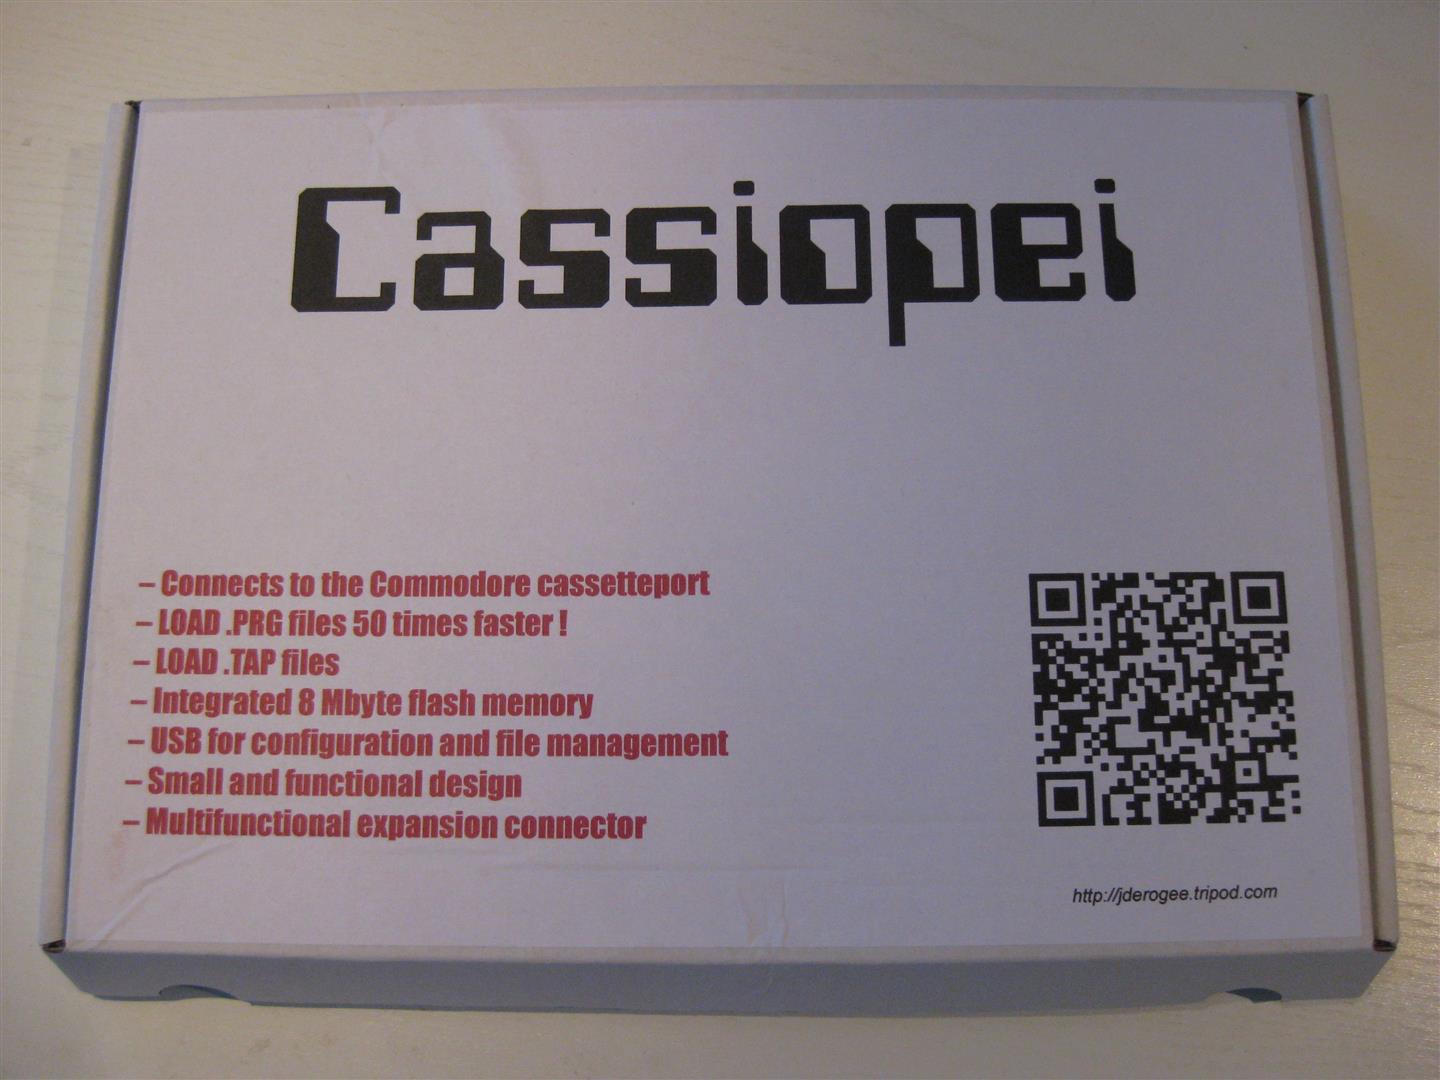 Cassiopei
– Connects to the Commodore cassetteport
– LOAD .PRG files 50 times faster !
– LOAD .TAP files
– Integrated 8 Mbyte flash memory
– USB for configuration and file management
– Small and functional design
– Multifunctional expansion connector
http://jderogee.tripod.com